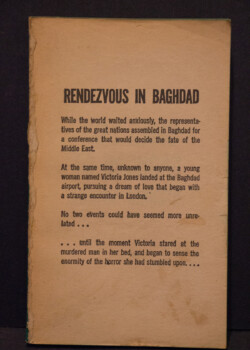 RENDEZVOUS IN BAGHDAD
While the world waited anxiously, the representa-
tives of the great nations assembled in Baghdad for
a conference that would decide the fate of the
Middle East.
At the same time, unknown to anyone, a young
woman named Victoria Jones landed at the Baghdad
airport, pursuing a dream of love that began with
a strange encounter in London.
No two events could have seemed more unre-
lated . . .
. . . until the moment Victoria stared at the
murdered man in her bed, and began to sense the
enormity of the horror she had stumbled upon. . . .